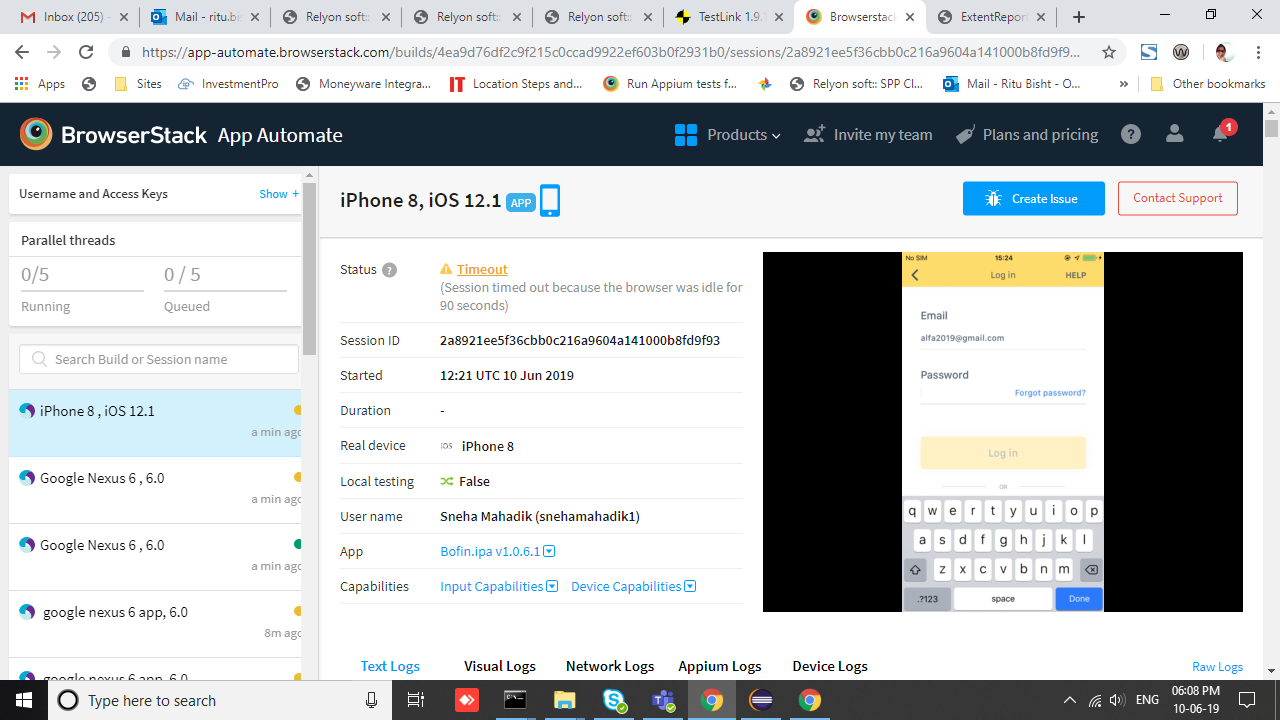 Inbox (205) -
Mail - ritu.bis
Relyon soft::
Relyon soft::
Relyon soft::
TestLink 1.9.
Browserstack
ExtentRepor
https://app-automate.browserstack.com/builds/4ea9d76df2c9f215c0ccad9922ef603b0f2931b0/sessions/2a8921ee5f36cbb0c216a9604a141000b8fd9f9...
Apps
Sites
InvestmentPro
Moneyware Integra...
IT Location Steps and...
Run Appium tests f...
Relyon soft:: SPP Cl...
Mail - Ritu Bisht - O...
»
Other bookmarks
BrowserStack App Automate
Products
Invite my team
Plans and pricing
?
1
Username and Access Keys
Show +
Parallel threads
0/5
0 / 5
Running
Queued
Search Build or Session name
iPhone 8 , iOS 12.1
a min ago
Google Nexus 6 , 6.0
a min ago
Google Nexus 6 , 6.0
a min ago
google nexus 6 app, 6.0
8m ago
google nexus 6 app, 6.0
iPhone 8, iOS 12.1 APP
Create Issue
Contact Support
Status ?
Timeout
(Session timed out because the browser was idle for
90 seconds)
Session ID
2a8921ee5f36cbb0c216a9604a141000b8fd9f93
Started
12:21 UTC 10 Jun 2019
Duration
-
Real device
iOS iPhone 8
Local testing
False
User name
Sneha Mahadik (snehamahadik1)
App
Bofin.ipa v1.0.6.1
Capabilities
Input Capabilities
Device Capabilities
No SIM
15:24
Log in
HELP
Email
alfa2019@gmail.com
Password
Forgot password?
Log in
OR
q w e r t y u i o p
a s d f g h j k l
z x c v b n m
.?123
space
Done
Text Logs
Visual Logs
Network Logs
Appium Logs
Device Logs
Raw Logs
Type here to search
ENG
06:08 PM
10-06-19